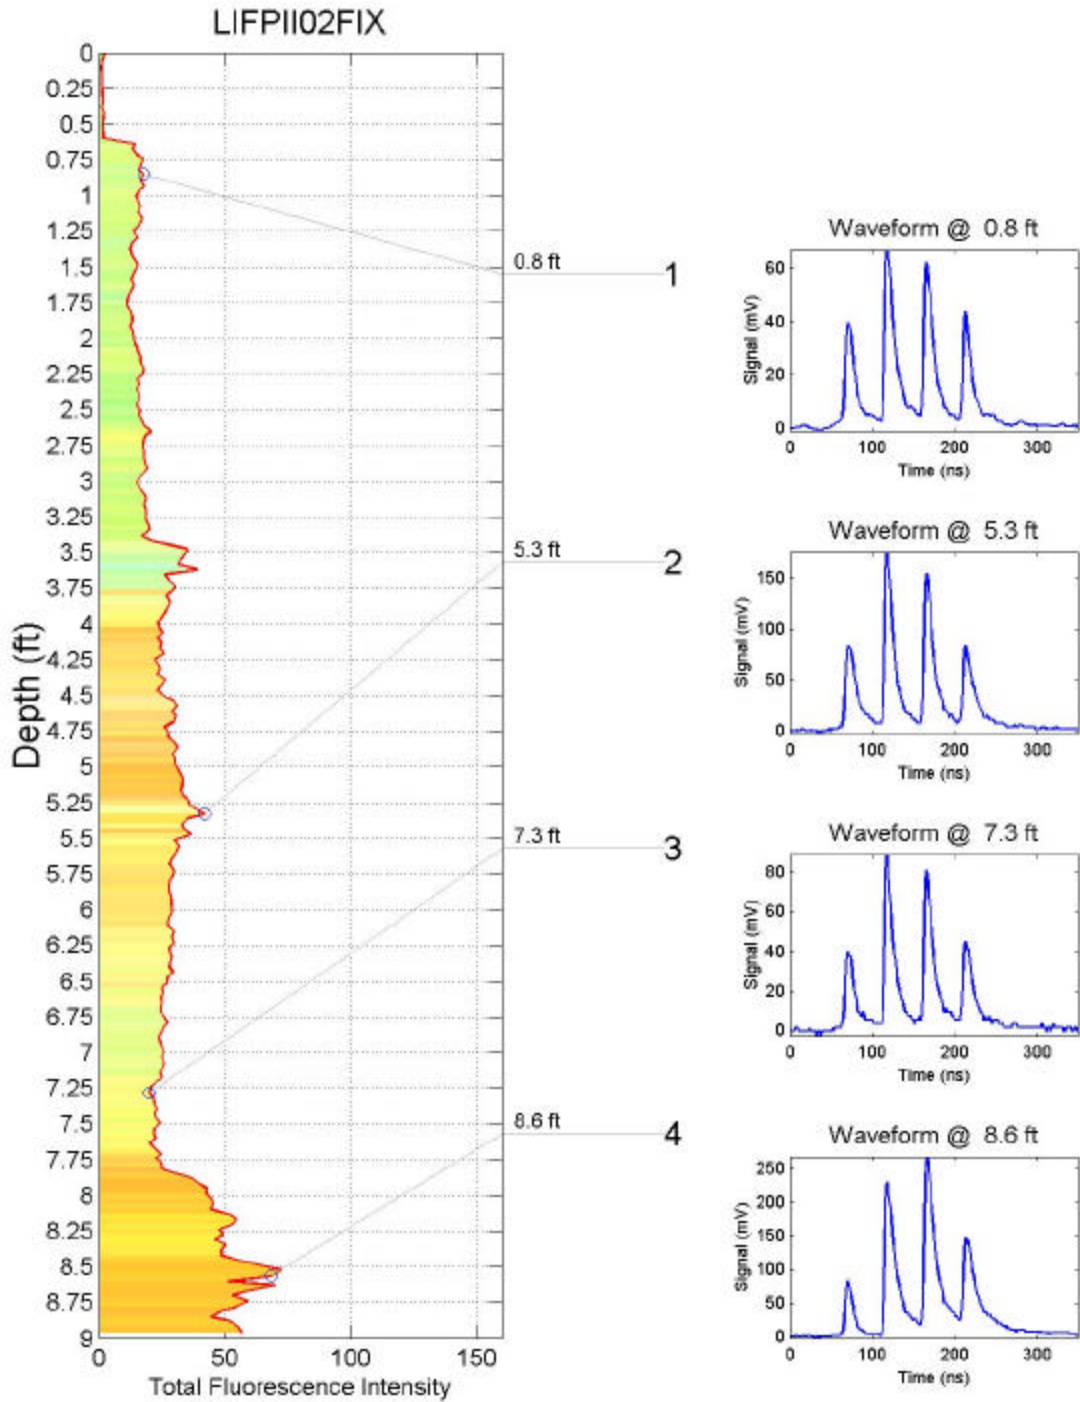 LIFPII02FIX
0
0.25
0.5
0.75
1
1.25
1.5
1.75
2
2.25
2.5
2.75
3
3.25
3.5
3.75
4
4.25
4.5
4.75
5
5.25
5.5
5.75
6
6.25
6.5
6.75
7
7.25
7.5
7.75
8
8.25
8.5
8.75
9
Depth (ft)
0 50 100 150
Total Fluorescence Intensity
0.8 ft 1
5.3 ft 2
7.3 ft 3
8.6 ft 4
Waveform @ 0.8 ft
60
40
20
0
Signal (mV)
0 100 200 300
Time (ns)
Waveform @ 5.3 ft
150
100
50
0
Signal (mV)
0 100 200 300
Time (ns)
Waveform @ 7.3 ft
80
60
40
20
0
Signal (mV)
0 100 200 300
Time (ns)
Waveform @ 8.6 ft
250
200
150
100
50
0
Signal (mV)
0 100 200 300
Time (ns)